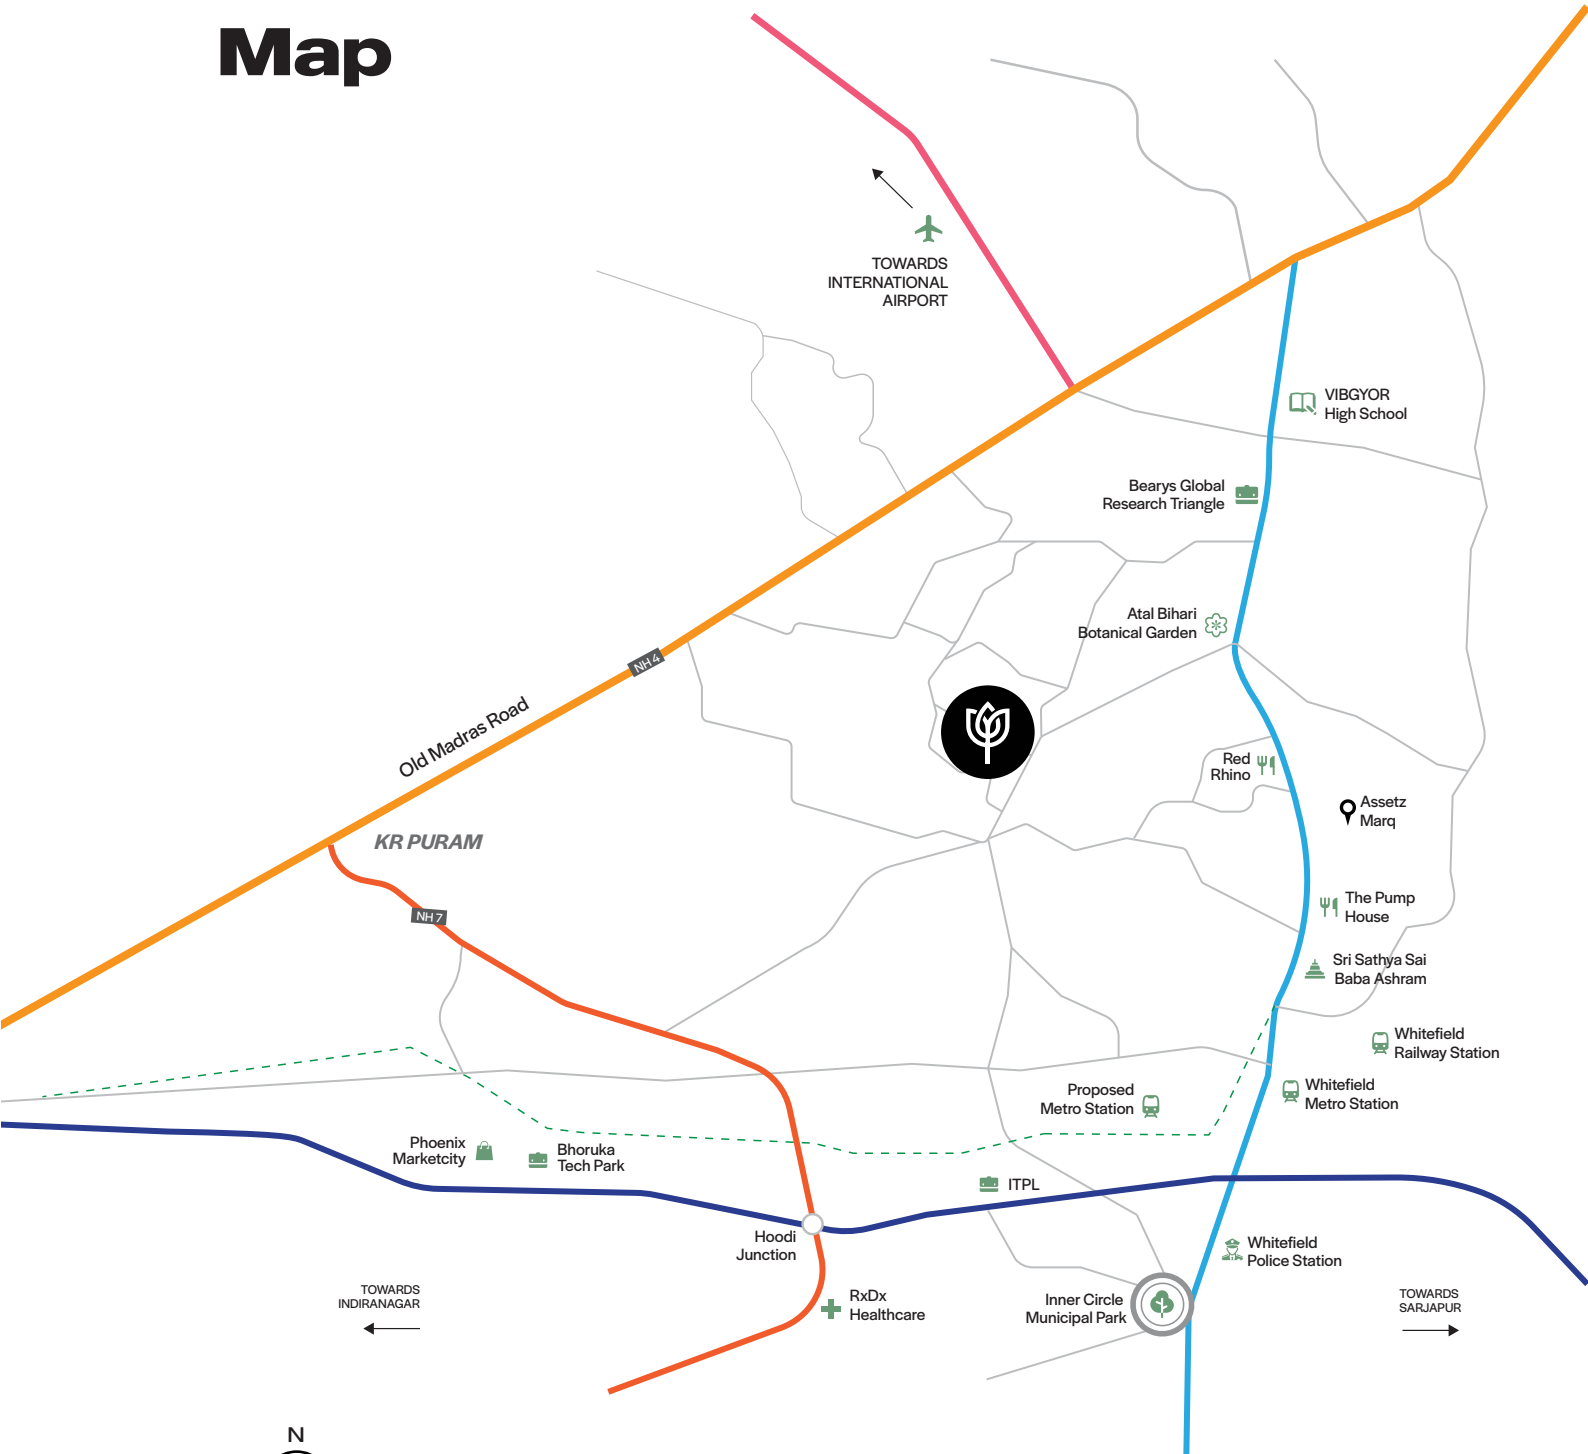 Map
TOWARDS
INTERNATIONAL
AIRPORT
VIBGYOR
High School
Bearys Global
Research Triangle
Atal Bihari
Botanical Garden
NH 4
Old Madras Road
Red
Rhino
Assetz
Marq
KR PURAM
NH 7
The Pump
House
Sri Sathya Sai
Baba Ashram
Whitefield
Railway Station
Proposed
Metro Station
Whitefield
Metro Station
Phoenix
Marketcity
Bhoruka
Tech Park
ITPL
Hoodi
Junction
Whitefield
Police Station
TOWARDS
INDIRANAGAR
RxDx
Healthcare
Inner Circle
Municipal Park
TOWARDS
SARJAPUR
N